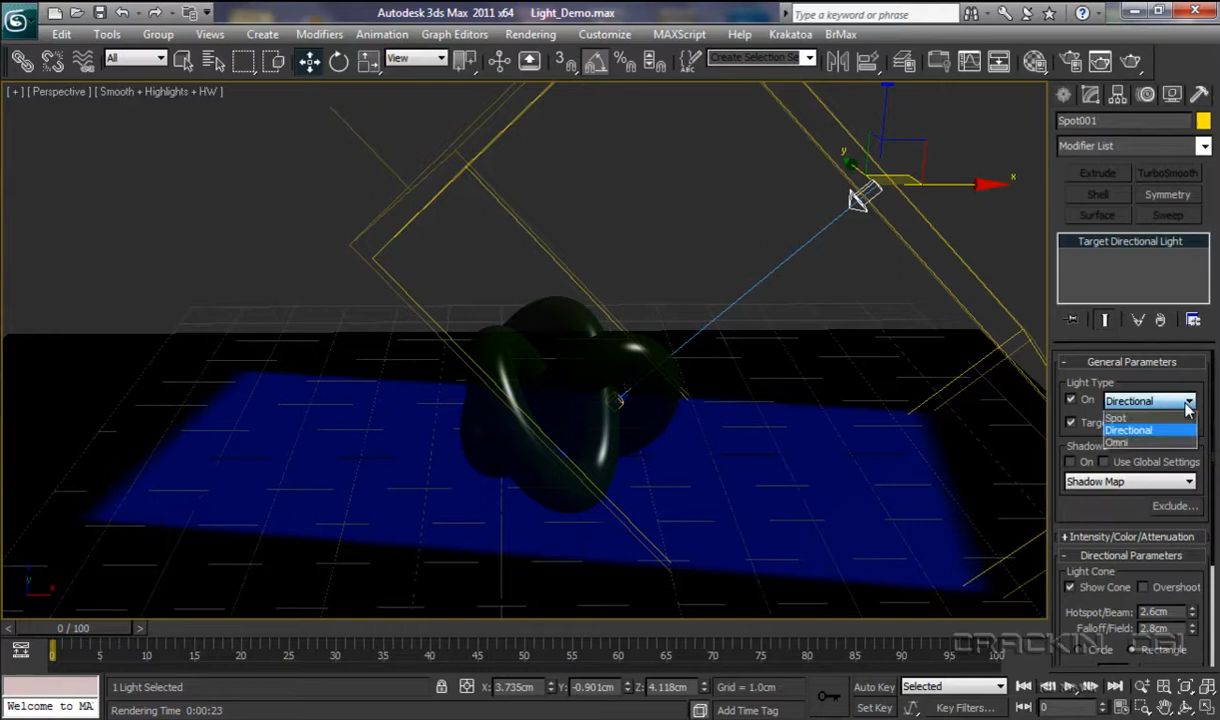 Autodesk 3ds Max 2011 x64 Light_Demo.max
Type a keyword or phrase
Edit Tools Group Views Create Modifiers Animation Graph Editors Rendering Customize MAXScript Help Krakatoa BrMax
All View 3 Create Selection Se
[ + ] [ Perspective ] [ Smooth + Highlights + HW ]
Spot001
Modifier List
Extrude TurboSmooth
Shell Symmetry
Surface Sweep
Target Directional Light
y
x
- General Parameters
Light Type
On Directional
Spot
Targ Directional
Omni
Shadow
On Use Global Settings
Shadow Map
Exclude...
+ Intensity/Color/Attenuation
- Directional Parameters
Light Cone
Show Cone Overshoot
Hotspot/Beam: 2.6cm
Falloff/Field: 2.8cm
Circle Rectangle
x
< 0 / 100 >
0 5 10 15 20 25 30 35 40 45 50 55 60 65 70 75 80 85 90 95 100
1 Light Selected X: 3.735cm Y: -0.901cm Z: 4.118cm Grid = 1.0cm Auto Key Selected
Welcome to MA Rendering Time 0:00:23 Add Time Tag Set Key Key Filters... 0